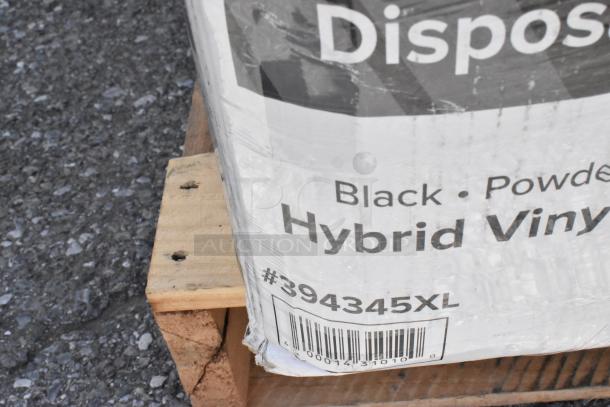 Dispos
Black • Powde
Hybrid Viny
#394345XL